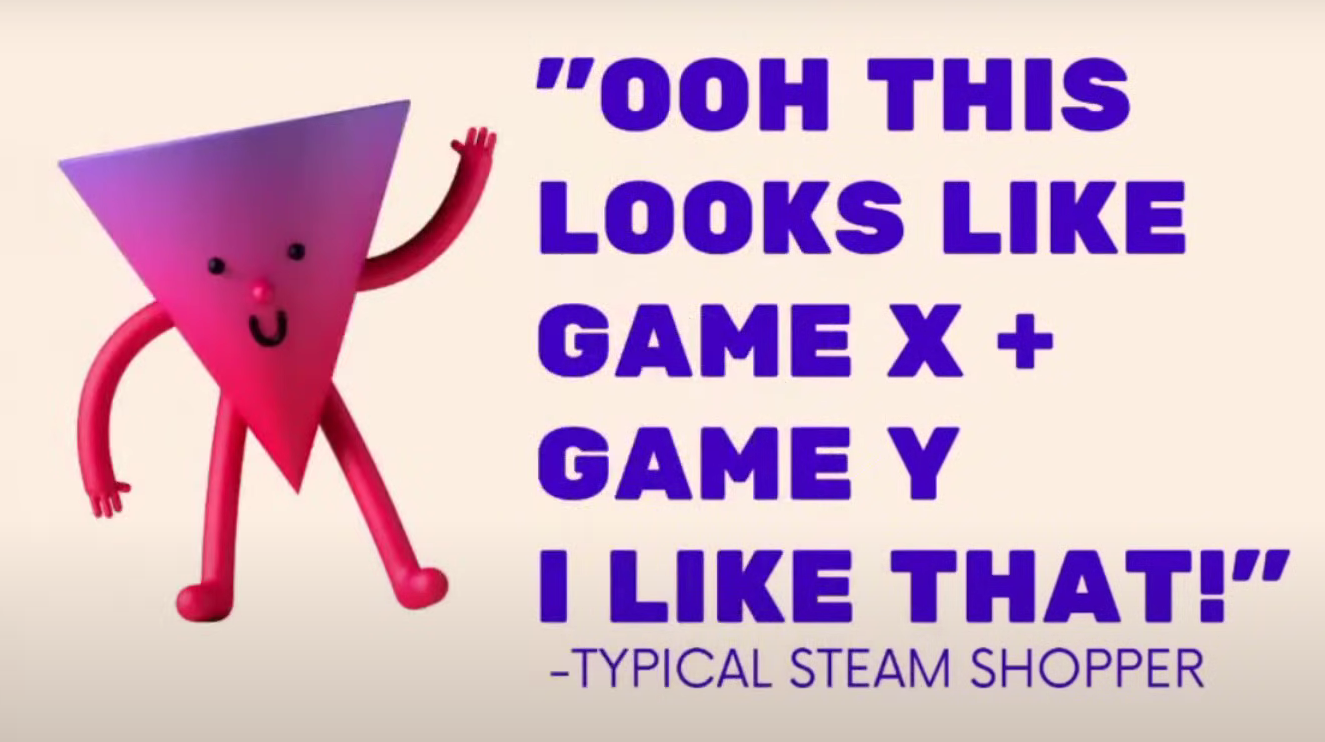 "OOH THIS
LOOKS LIKE
GAME X +
GAME Y
I LIKE THAT!"
-TYPICAL STEAM SHOPPER